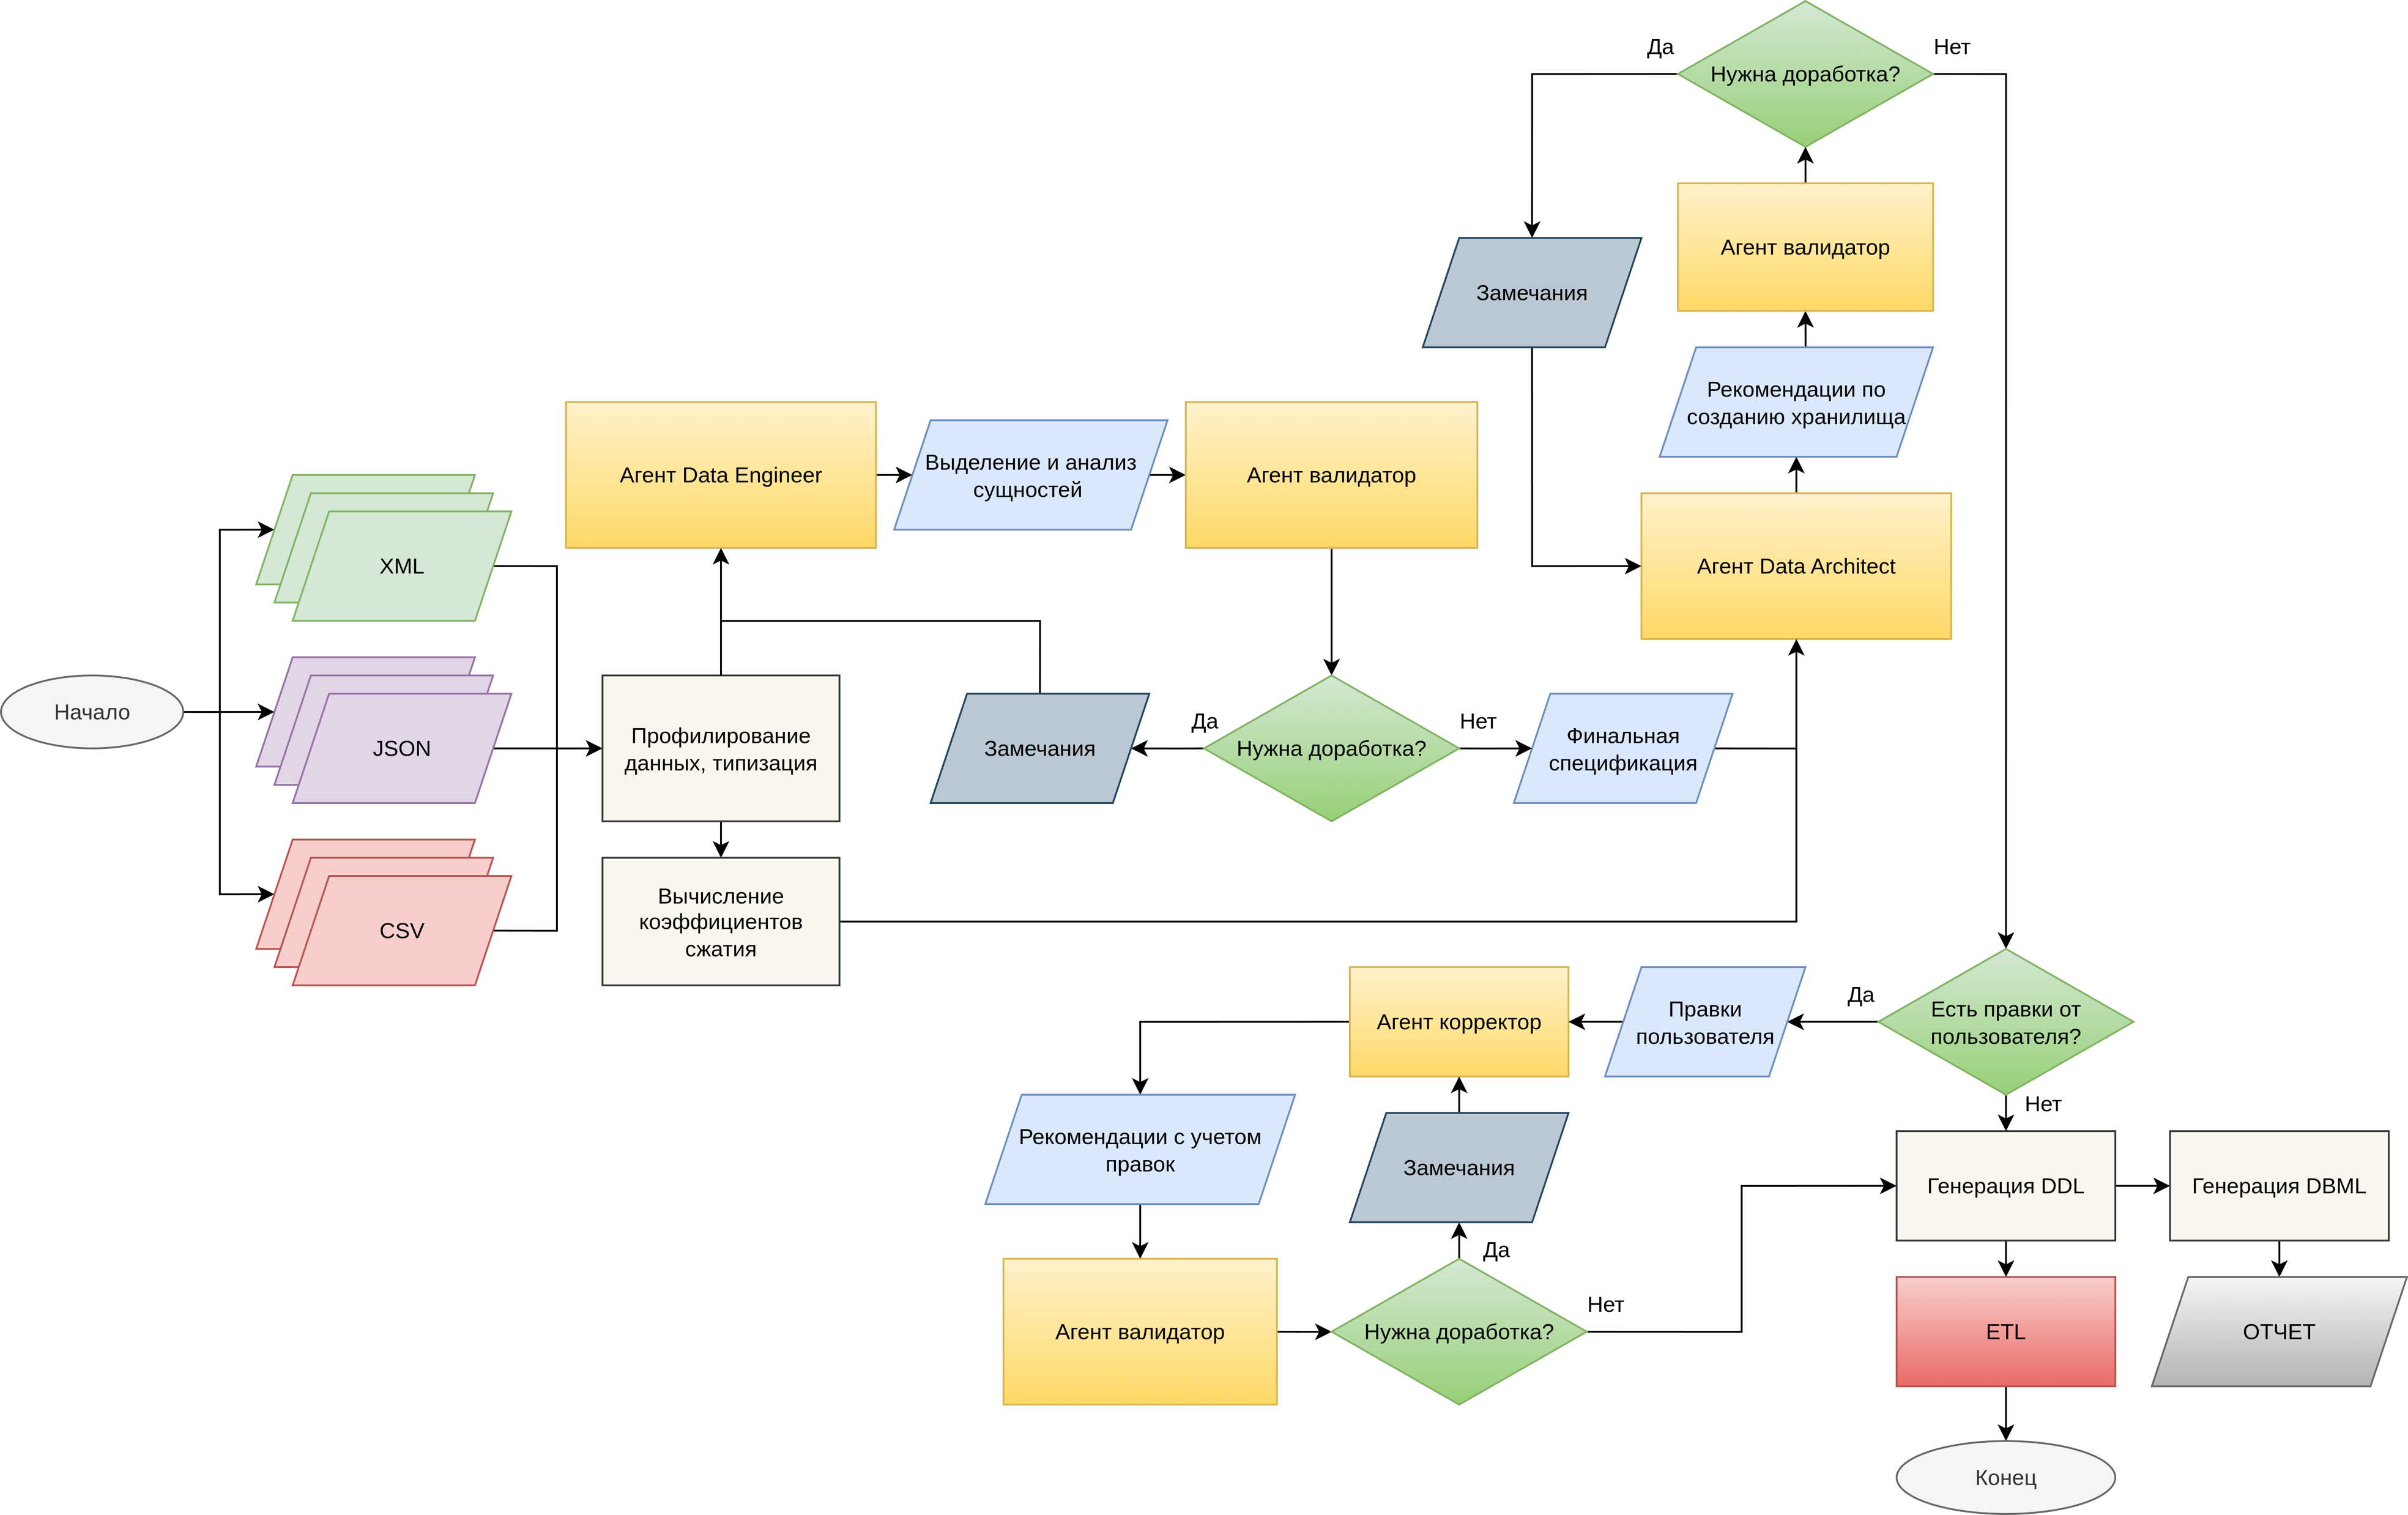 Да
Нет
Нужна доработка?
Агент валидатор
Замечания
Рекомендации по
созданию хранилища
Агент Data Engineer
Выделение и анализ
сущностей
Агент валидатор
Агент Data Architect
XML
Начало
JSON
Профилирование
данных, типизация
Замечания
Да
Нужна доработка?
Нет
Финальная
спецификация
CSV
Вычисление
коэффициентов
сжатия
Агент корректор
Правки
пользователя
Да
Есть правки от
пользователя?
Нет
Рекомендации с учетом
правок
Замечания
Генерация DDL
Генерация DBML
Да
Нет
Агент валидатор
Нужна доработка?
ETL
ОТЧЕТ
Конец